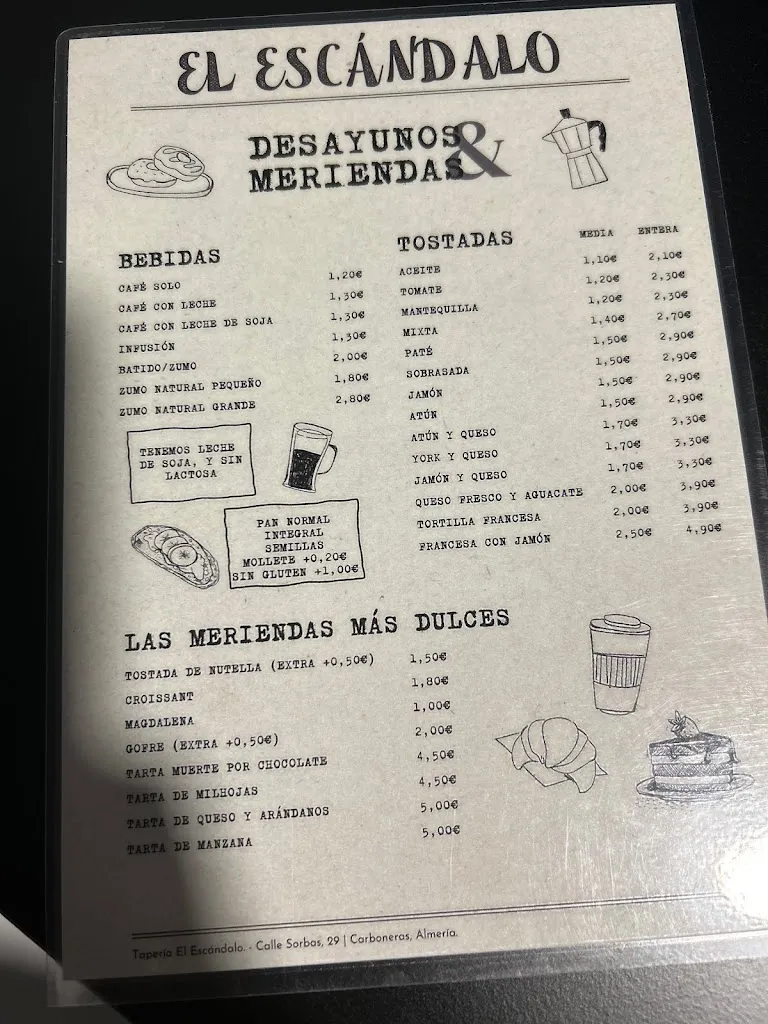 EL ESCÁNDALO
DESAYUNOS &
MERIENDAS
BEBIDAS
CAFÉ SOLO 1,20€
CAFÉ CON LECHE 1,30€
CAFÉ CON LECHE DE SOJA 1,30€
INFUSIÓN 1,30€
BATIDO/ZUMO 2,00€
ZUMO NATURAL PEQUEÑO 1,80€
ZUMO NATURAL GRANDE 2,80€
TENEMOS LECHE
DE SOJA, Y SIN
LACTOSA
PAN NORMAL
INTEGRAL
SEMILLAS
MOLLETE +0,20€
SIN GLUTEN +1,00€
TOSTADAS MEDIA ENTERA
ACEITE 1,10€ 2,10€
TOMATE 1,20€ 2,30€
MANTEQUILLA 1,20€ 2,30€
MIXTA 1,40€ 2,70€
PATÉ 1,50€ 2,90€
SOBRASADA 1,50€ 2,90€
JAMÓN 1,50€ 2,90€
ATÚN 1,50€ 2,90€
ATÚN Y QUESO 1,70€ 3,30€
YORK Y QUESO 1,70€ 3,30€
JAMÓN Y QUESO 1,70€ 3,30€
QUESO FRESCO Y AGUACATE 2,00€ 3,90€
TORTILLA FRANCESA 2,00€ 3,90€
FRANCESA CON JAMÓN 2,50€ 4,90€
LAS MERIENDAS MÁS DULCES
TOSTADA DE NUTELLA (EXTRA +0,50€) 1,50€
CROISSANT 1,80€
MAGDALENA 1,00€
GOFRE (EXTRA +0,50€) 2,00€
TARTA MUERTE POR CHOCOLATE 4,50€
TARTA DE MILHOJAS 4,50€
TARTA DE QUESO Y ARÁNDANOS 5,00€
TARTA DE MANZANA 5,00€
Tapería El Escándalo. - Calle Sorbas, 29 | Carboneras, Almería.